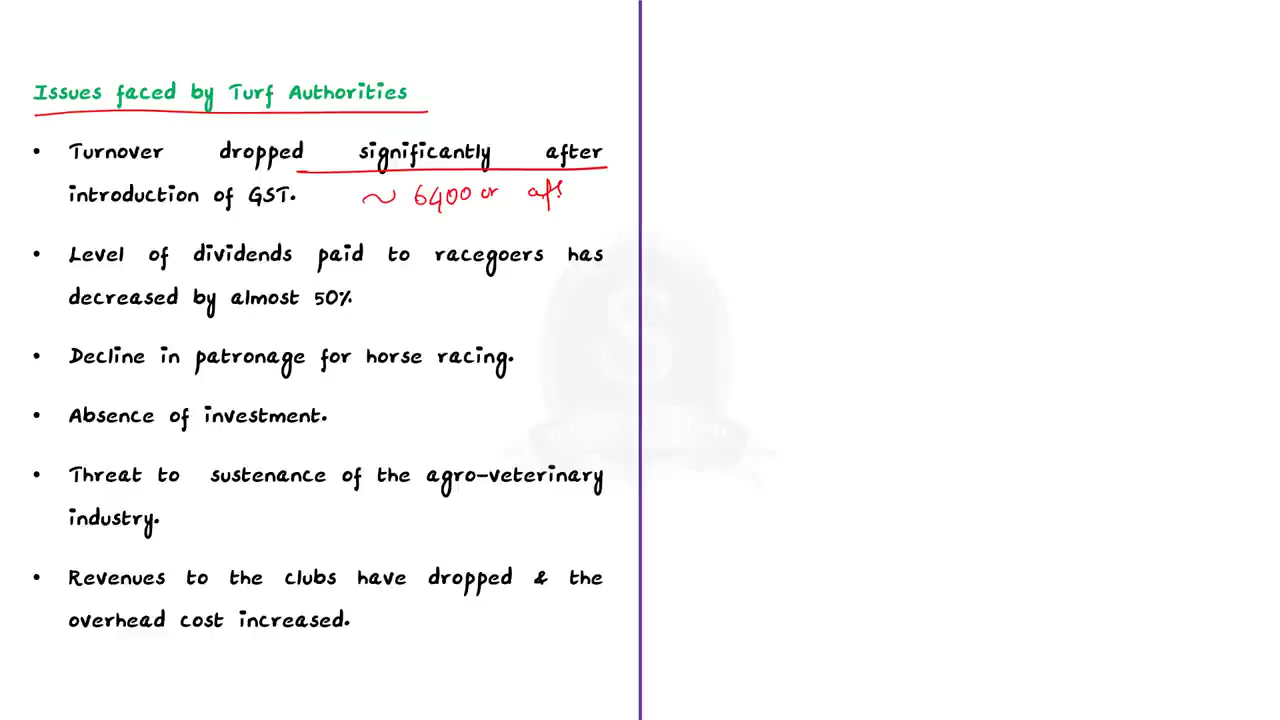 Issues faced by Turf Authorities
• Turnover dropped significantly after
introduction of GST. ~ 6400 cr
• Level of dividends paid to racegoers has
decreased by almost 50%
• Decline in patronage for horse racing.
• Absence of investment.
• Threat to sustenance of the agro-veterinary
industry.
• Revenues to the clubs have dropped & the
overhead cost increased.